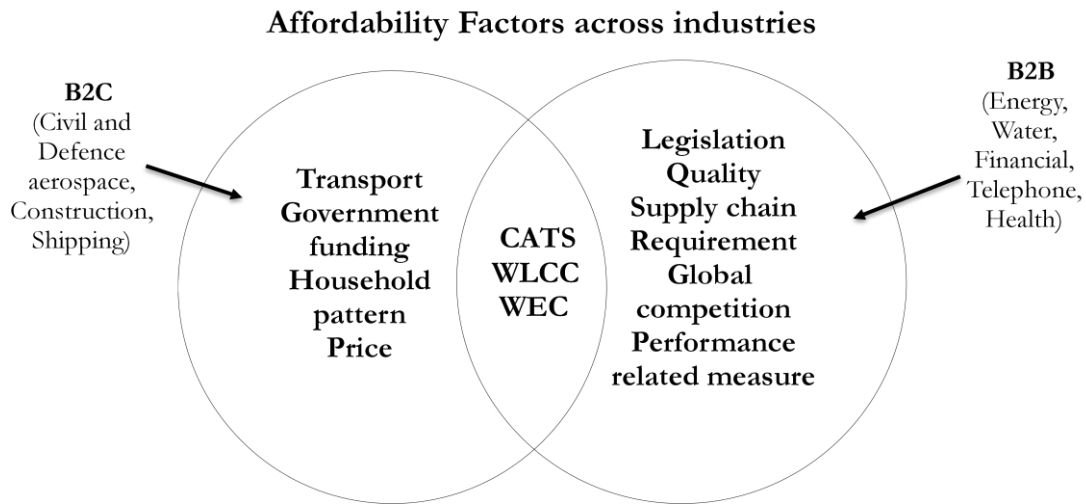 Affordability Factors across industries
B2C
(Civil and
Defence
aerospace,
Construction,
Shipping)
Transport
Government
funding
Household
pattern
Price
CATS
WLCC
WEC
Legislation
Quality
Supply chain
Requirement
Global
competition
Performance
related measure
B2B
(Energy,
Water,
Financial,
Telephone,
Health)